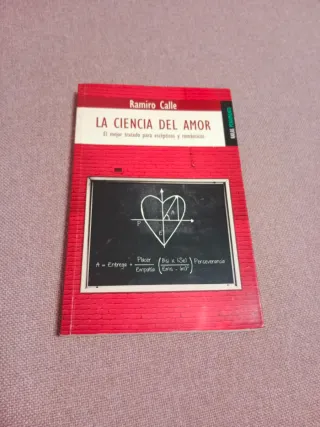 Ramiro Calle
LA CIENCIA DEL AMOR
El mejor tratado para escépticos y románticos
A = Entrega + Placer / Empatía Perseverancia